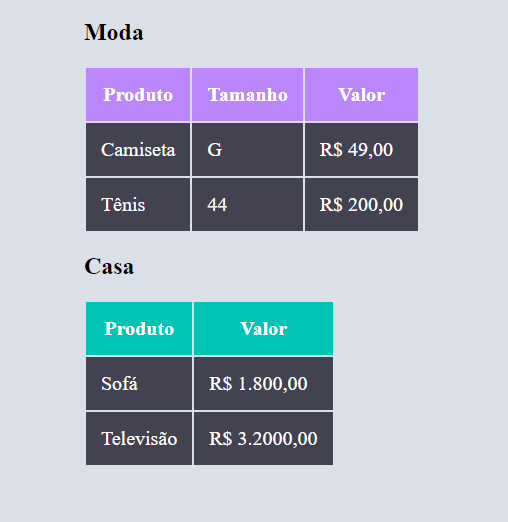 Moda
Produto Tamanho Valor
Camiseta G R$ 49,00
Tênis 44 R$ 200,00
Casa
Produto Valor
Sofá R$ 1.800,00
Televisão R$ 3.2000,00